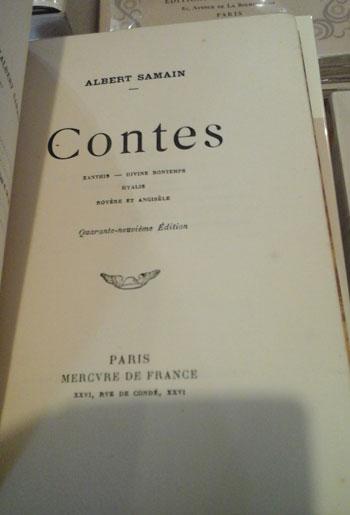 PARIS
ALBERT SAMAIN
Contes
XANTHIS — DIVINE BONTEMPS
HYALIS
ROVÈRE ET ANGISÈLE
Quarante-neuvième Édition
PARIS
MERCVRE DE FRANCE
XXVI, RVE DE CONDÉ, XXVI